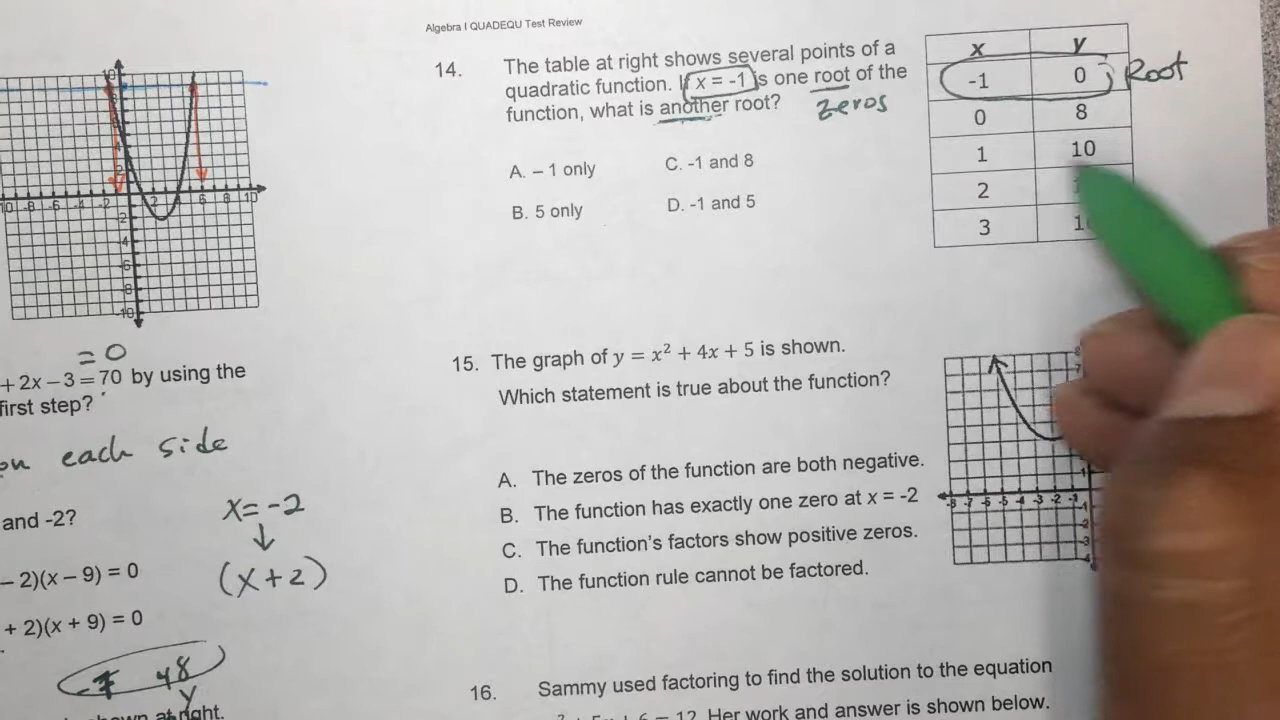 Algebra I QUADEQU Test Review
14. The table at right shows several points of a
quadratic function. If x = -1 is one root of the
function, what is another root?
zeros
A. – 1 only
C. -1 and 8
B. 5 only
D. -1 and 5
x y
-1 0
Root
0 8
1 10
2
3
15. The graph of y = x² + 4x + 5 is shown.
Which statement is true about the function?
A. The zeros of the function are both negative.
B. The function has exactly one zero at x = -2
C. The function's factors show positive zeros.
D. The function rule cannot be factored.
16. Sammy used factoring to find the solution to the equation
Her work and answer is shown below.
= 0
+ 2x – 3 = 70 by using the
first step?
on each side
and -2?
x = -2
(x+2)
– 2)(x – 9) = 0
+ 2)(x + 9) = 0
48
y
shown at right.